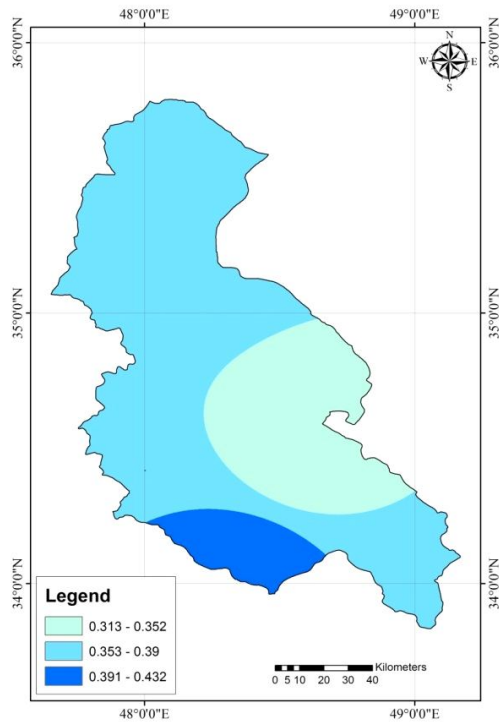 48°0'0"E 49°0'0"E
36°0'0"N 36°0'0"N
N
W E
S
35°0'0"N 35°0'0"N
34°0'0"N 34°0'0"N
Legend
0.313 - 0.352
0.353 - 0.39
0.391 - 0.432
Kilometers
0 5 10 20 30 40
48°0'0"E 49°0'0"E